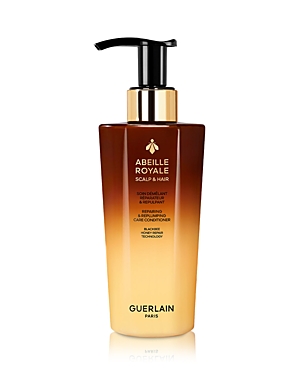 ABEILLE
ROYALE
SCALP & HAIR
SOIN DÉMÊLANT
RÉPARATEUR
& REPULPANT
REPAIRING
& REPLUMPING
CARE CONDITIONER
BLACKBEE
HONEY REPAIR
TECHNOLOGY
GUERLAIN
PARIS